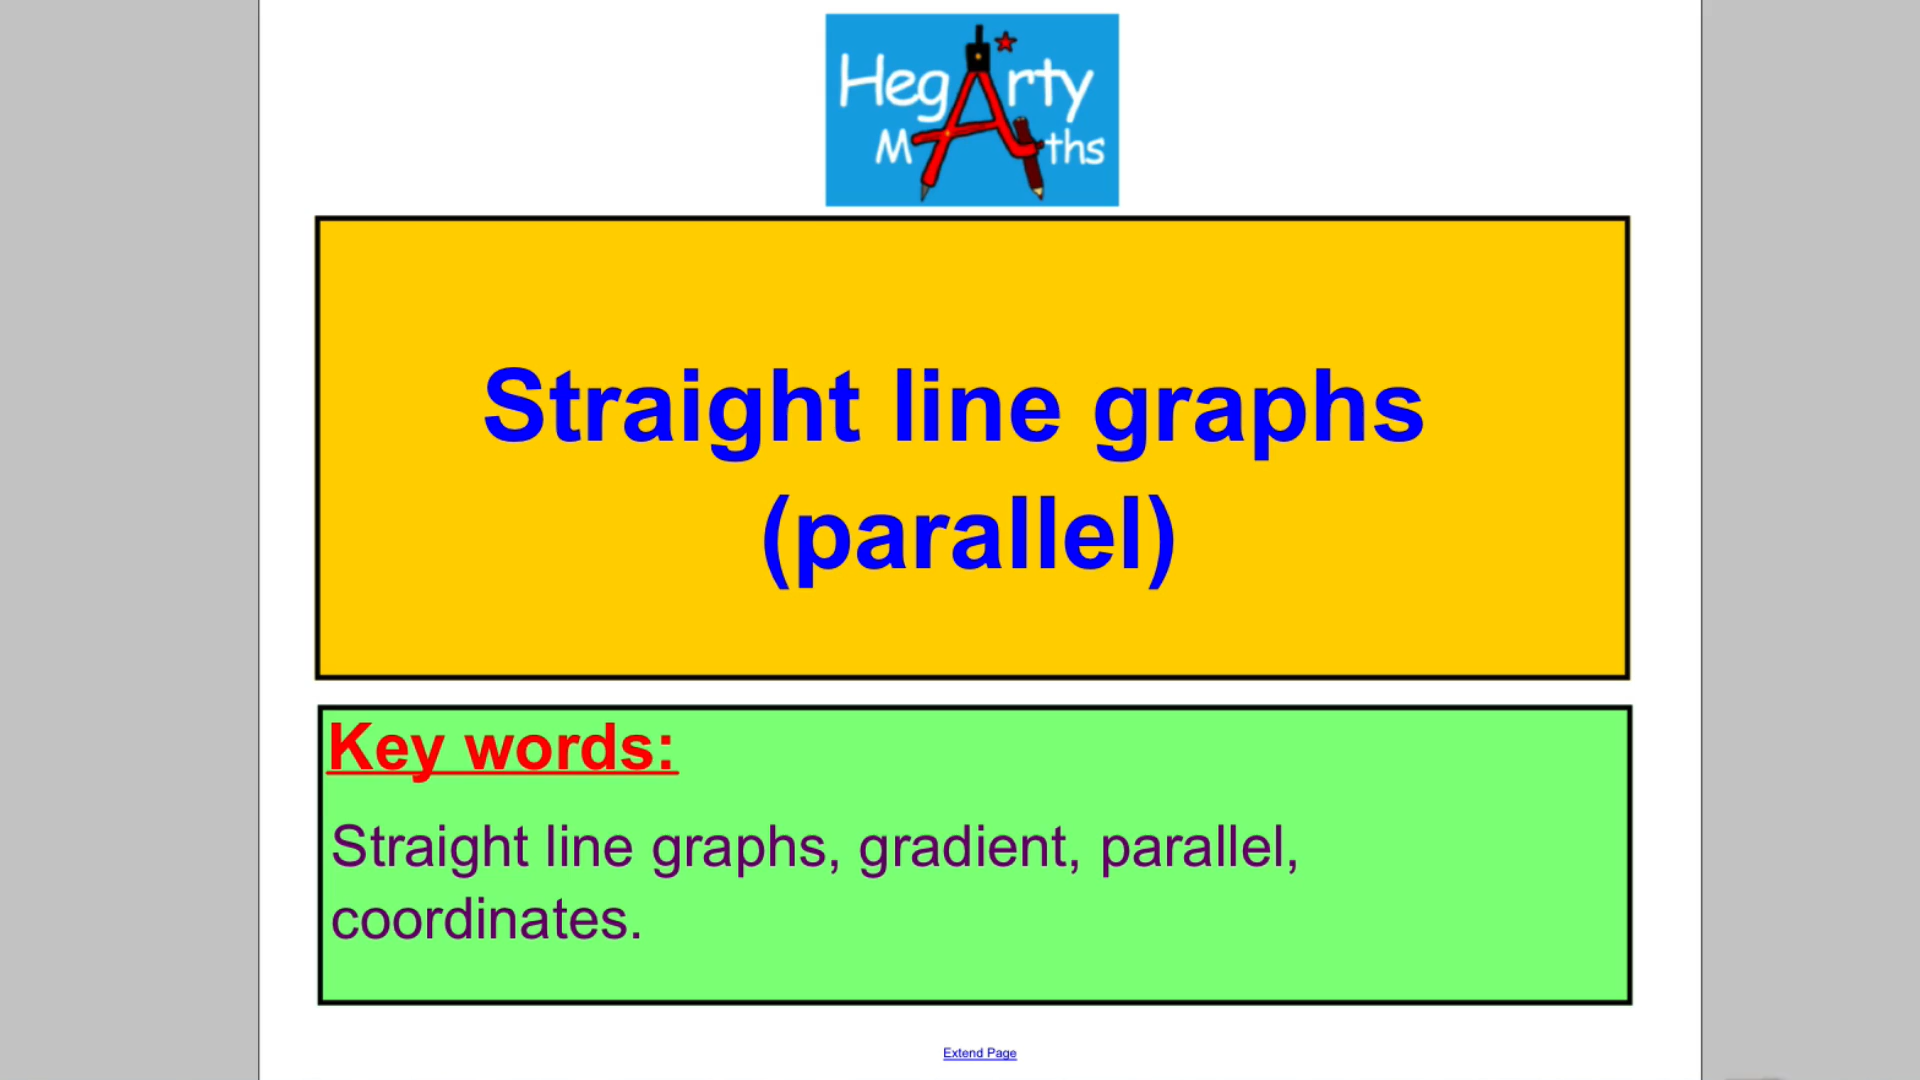 Hegarty
Maths
Straight line graphs
(parallel)
Key words:
Straight line graphs, gradient, parallel,
coordinates.
Extend Page